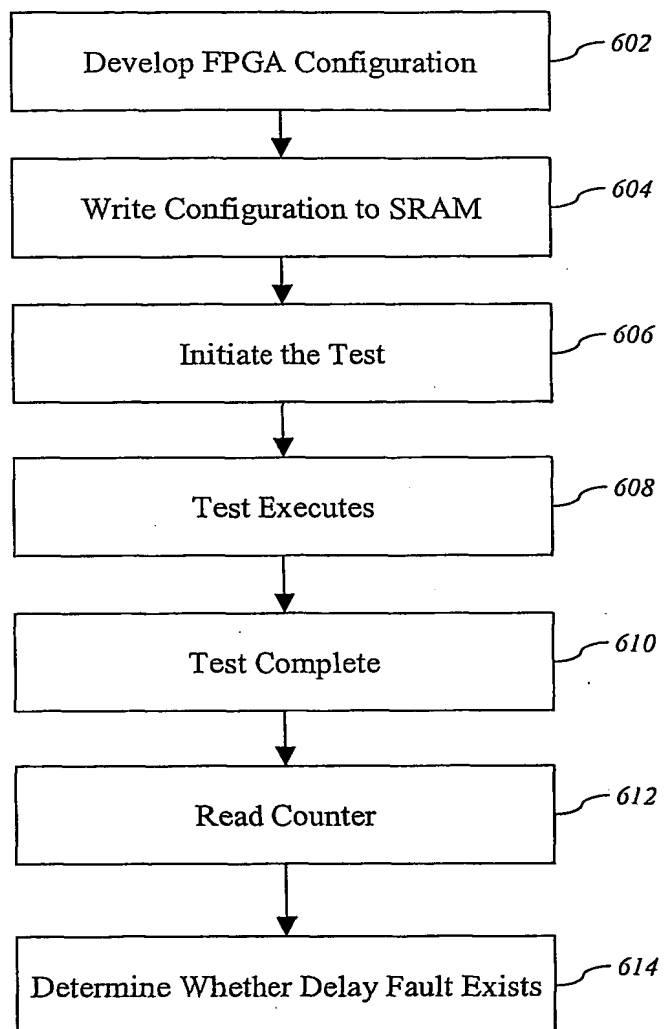 Develop FPGA Configuration
602
Write Configuration to SRAM
604
Initiate the Test
606
Test Executes
608
Test Complete
610
Read Counter
612
Determine Whether Delay Fault Exists
614